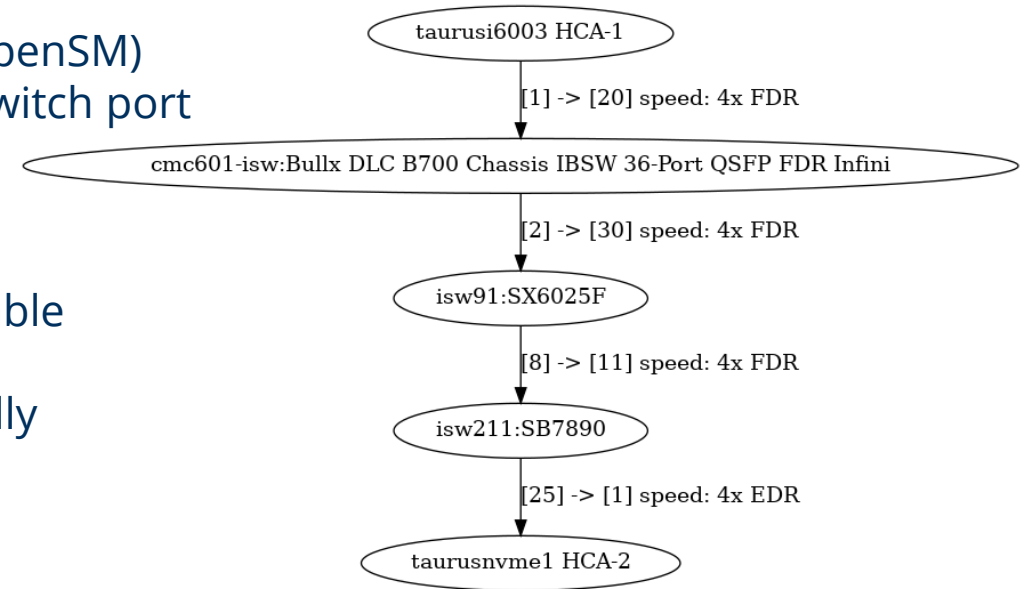 penSM)
witch port
ble
lly
taurusi6003 HCA-1
[1] -> [20] speed: 4x FDR
cmc601-isw:Bullx DLC B700 Chassis IBSW 36-Port QSFP FDR Infini
[2] -> [30] speed: 4x FDR
isw91:SX6025F
[8] -> [11] speed: 4x FDR
isw211:SB7890
[25] -> [1] speed: 4x EDR
taurusnvme1 HCA-2